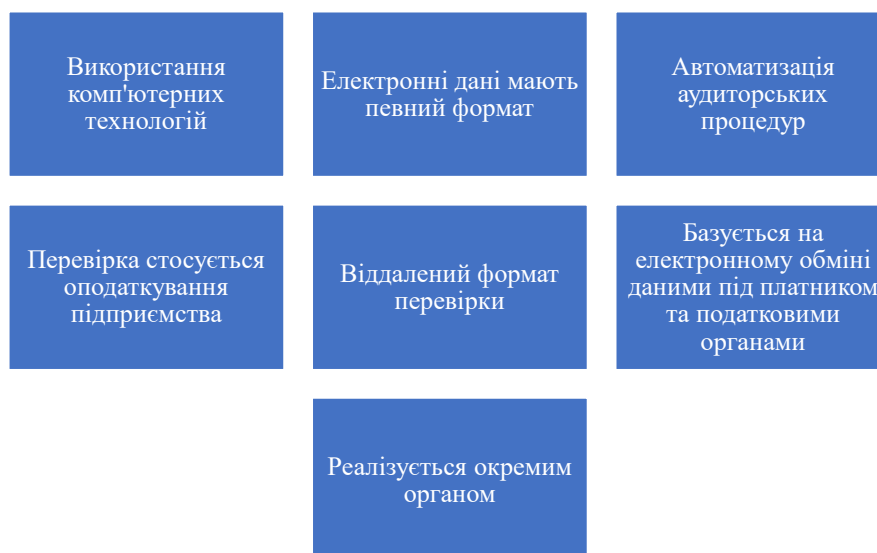 Використання
комп'ютерних
технологій
Електронні дані мають
певний формат
Автоматизація
аудиторських
процедур
Перевірка стосується
оподаткування
підприємства
Віддалений формат
перевірки
Базується на
електронному обміні
даними під платником
та податковими
органами
Реалізується окремим
органом